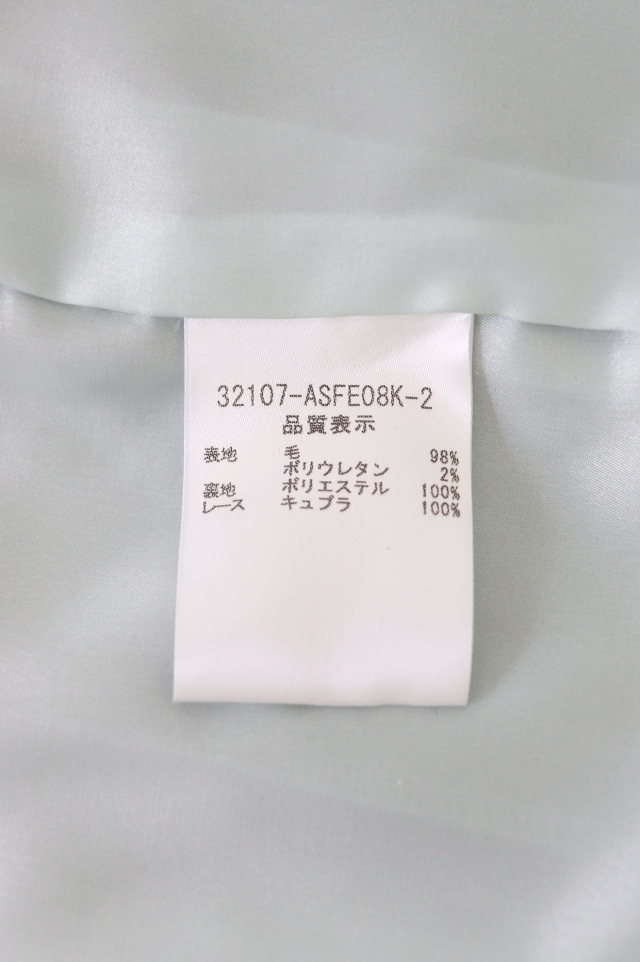 32107-ASFE08K-2
品質表示
表地 毛 98%
ポリウレタン 2%
裏地 ポリエステル 100%
レース キュプラ 100%